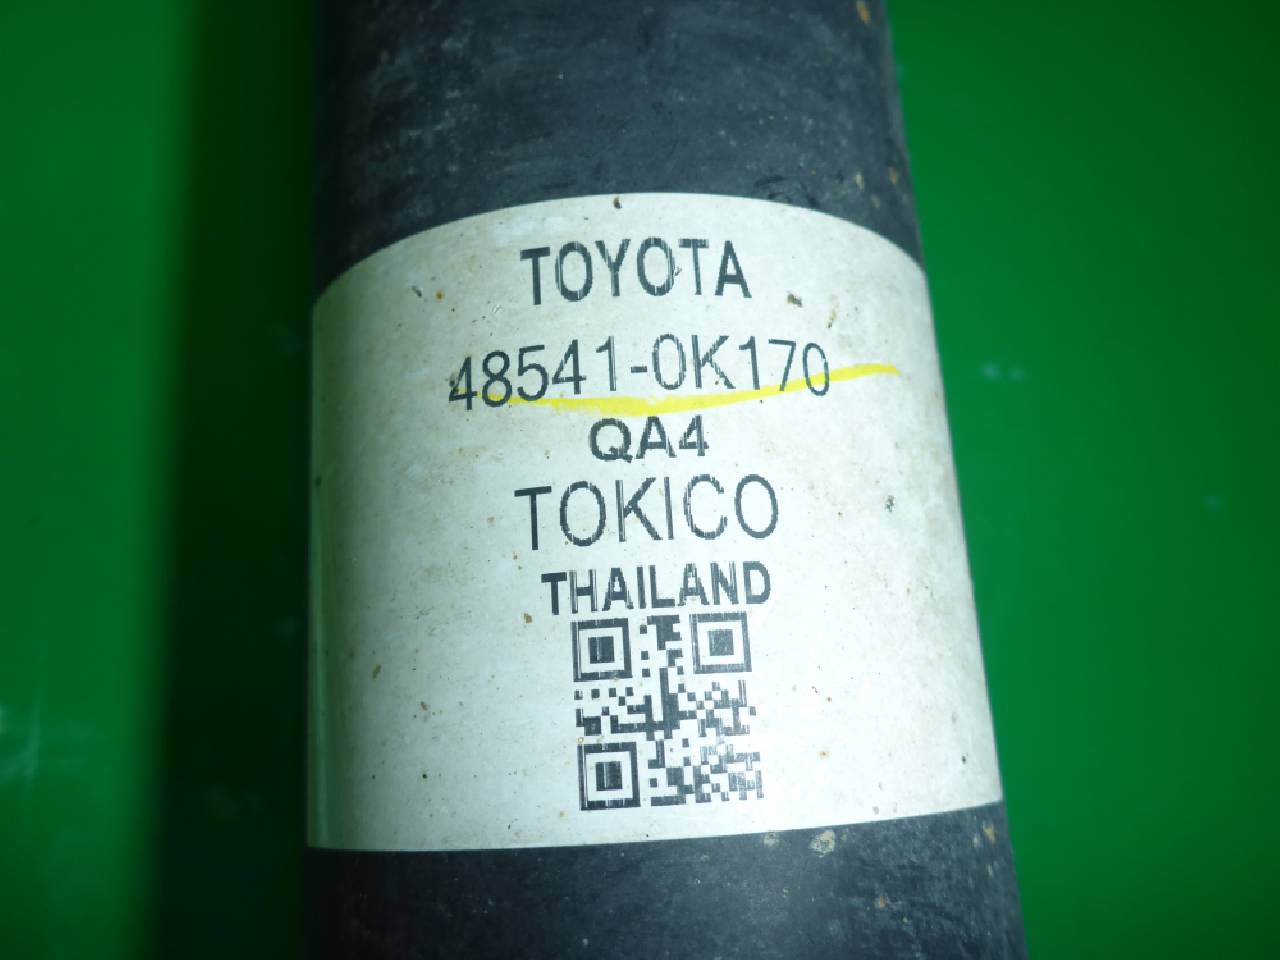 TOYOTA
48541-0K170
QA4
TOKICO
THAILAND